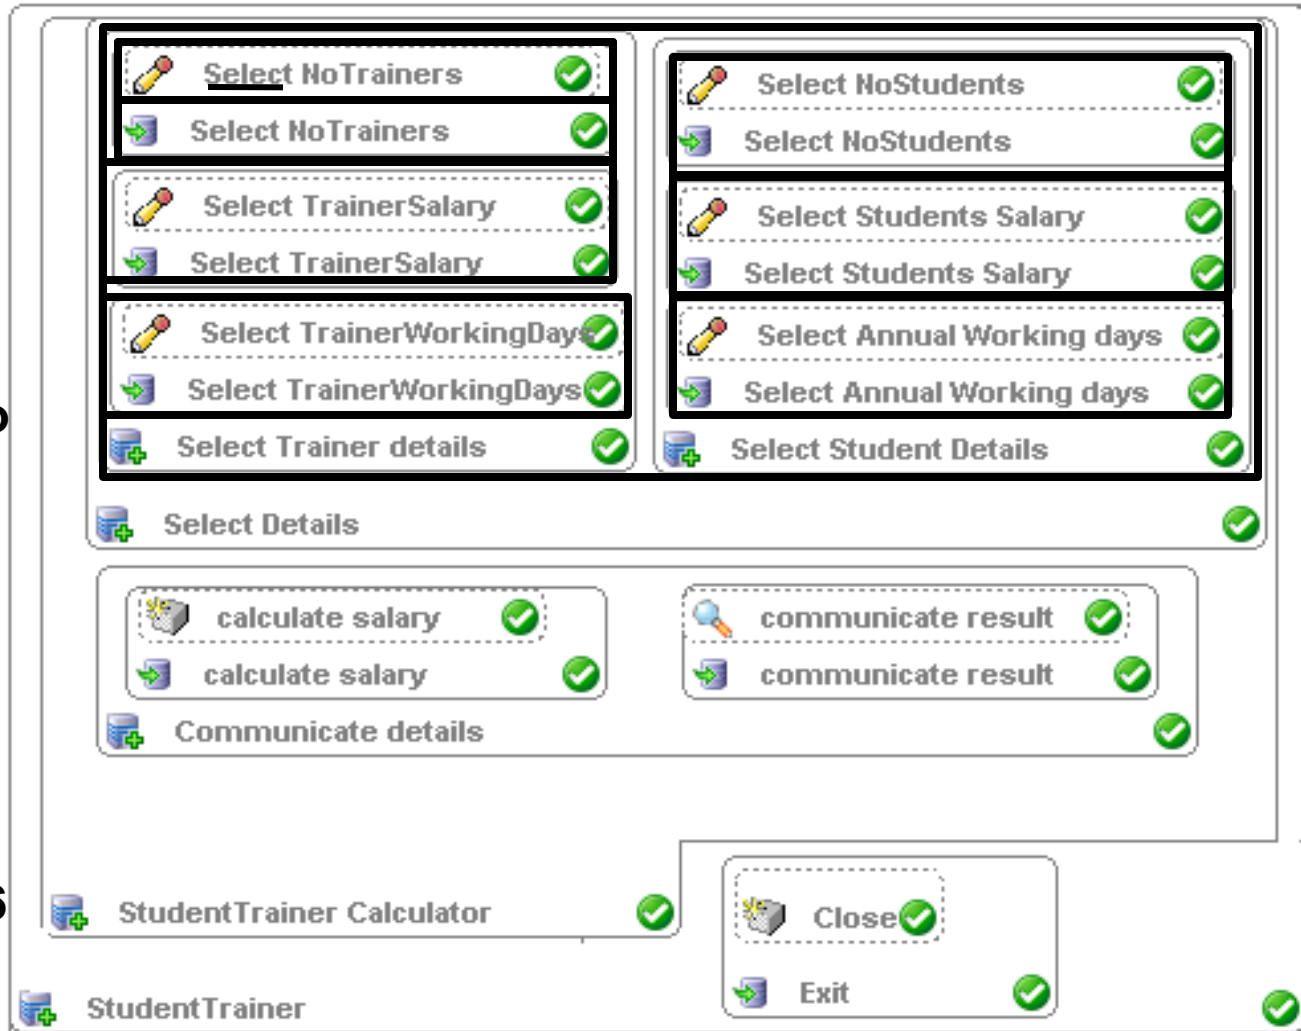 Select NoTrainers
Select NoTrainers
Select TrainerSalary
Select TrainerSalary
Select TrainerWorkingDays
Select TrainerWorkingDays
Select Trainer details
Select NoStudents
Select NoStudents
Select Students Salary
Select Students Salary
Select Annual Working days
Select Annual Working days
Select Student Details
Select Details
calculate salary
calculate salary
communicate result
communicate result
Communicate details
StudentTrainer Calculator
Close
Exit
StudentTrainer